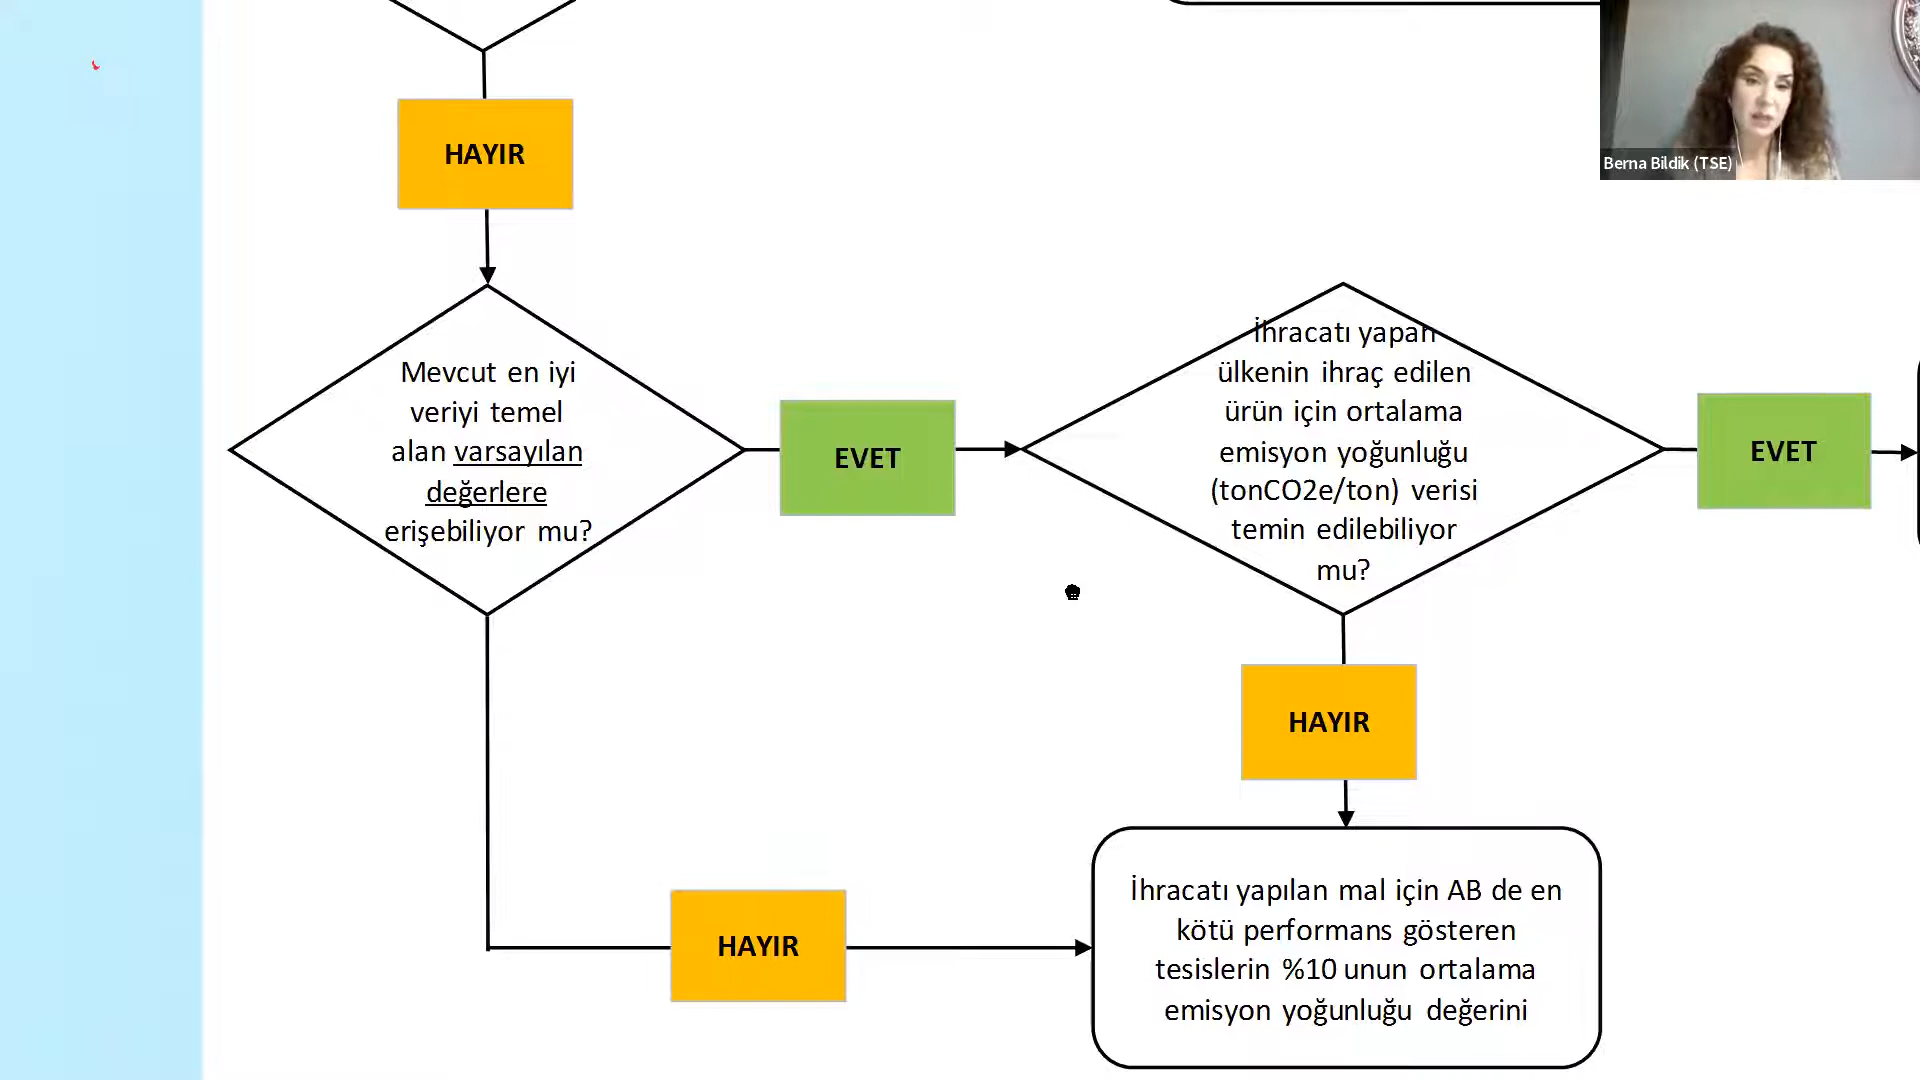 Berna Bildik (TSE)
HAYIR
Mevcut en iyi
veriyi temel
alan varsayılan
değerlere
erişebiliyor mu?
EVET
İhracatı yapan
ülkenin ihraç edilen
ürün için ortalama
emisyon yoğunluğu
(tonCO2e/ton) verisi
temin edilebiliyor
mu?
EVET
HAYIR
HAYIR
İhracatı yapılan mal için AB de en
kötü performans gösteren
tesislerin %10 unun ortalama
emisyon yoğunluğu değerini